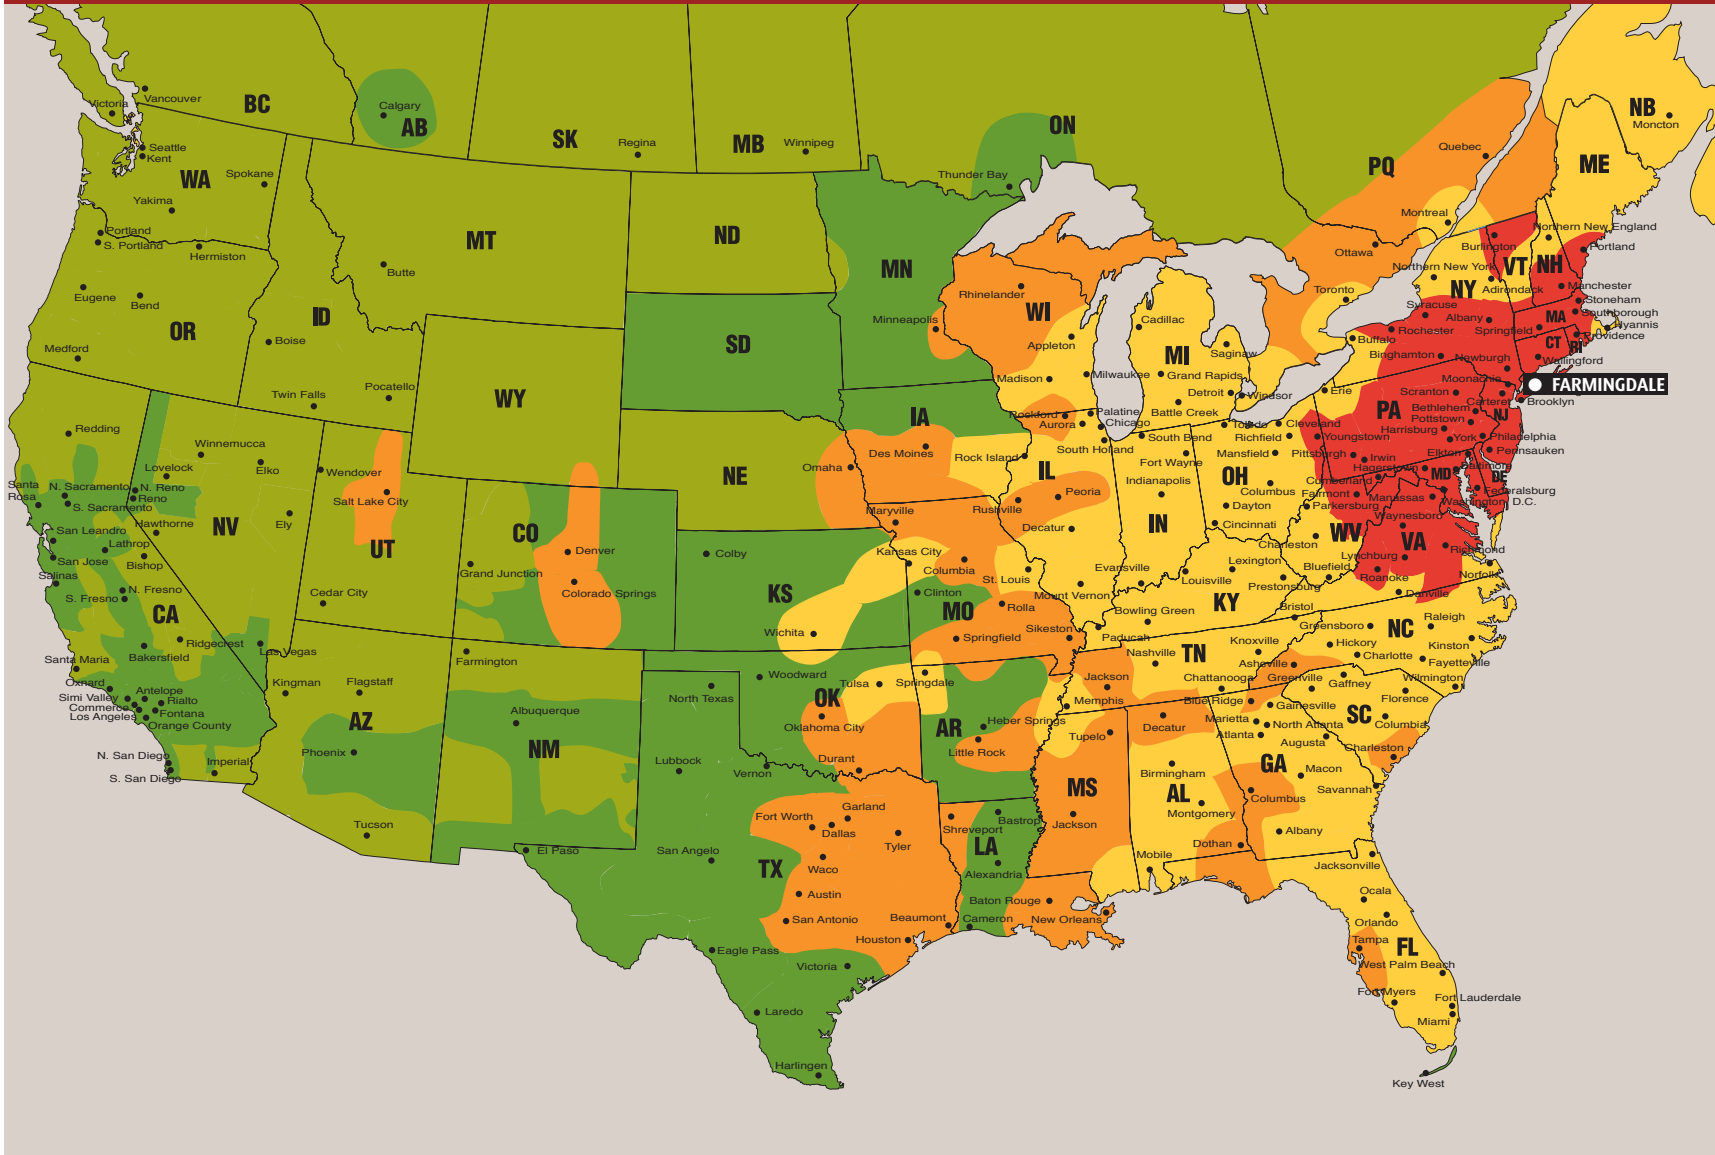 BC
Vancouver
Victoria
Calgary
AB
SK
Regina
MB
Winnipeg
ON
Thunder Bay
PQ
Quebec
Montreal
Ottawa
Toronto
NB
Moncton
ME
Seattle
Kent
WA
Spokane
Yakima
Portland
S. Portland
Hermiston
Eugene
Bend
OR
Medford
MT
Butte
ID
Boise
Twin Falls
Pocatello
WY
ND
SD
MN
Minneapolis
NE
Omaha
IA
Des Moines
Rock Island
WI
Rhinelander
Appleton
Madison
Milwaukee
MI
Cadillac
Saginaw
Grand Rapids
Detroit
Battle Creek
Windsor
Rockford
Aurora
Palatine
Chicago
South Holland
IL
Peoria
Rushville
Decatur
Mount Vernon
South Bend
Fort Wayne
Indianapolis
IN
Evansville
Toledo
Cleveland
Richfield
Mansfield
OH
Columbus
Dayton
Cincinnati
Youngstown
Northern New England
Portland
Burlington
VT
NH
Northern New York
NY
Adirondack
Manchester
Stoneham
Southborough
Hyannis
Providence
MA
CT
RI
Syracuse
Albany
Springfield
Rochester
Buffalo
Binghamton
Newburgh
Wallingford
Moonachie
FARMINGDALE
Brooklyn
Carteret
NJ
Erie
PA
Scranton
Bethlehem
Pottstown
Harrisburg
York
Philadelphia
Pennsauken
Pittsburgh
Irwin
Hagerstown
Elkton
Baltimore
MD
DE
Cumberland
Federalsburg
Fairmont
Manassas
Washington, D.C.
Parkersburg
Waynesboro
WV
VA
Charleston
Richmond
Lynchburg
Bluefield
Roanoke
Norfolk
Danville
Redding
Winnemucca
Lovelock
Elko
Wendover
Salt Lake City
UT
Cedar City
Santa
Rosa
N. Sacramento
S. Sacramento
N. Reno
Reno
Hawthorne
NV
Ely
San Leandro
Lathrop
San Jose
Bishop
Salinas
N. Fresno
S. Fresno
CA
Ridgecrest
Las Vegas
Bakersfield
Santa Maria
Oxnard
Simi Valley
Antelope
Rialto
Commerce
Fontana
Los Angeles
Orange County
N. San Diego
S. San Diego
Imperial
Kingman
Flagstaff
AZ
Phoenix
Tucson
CO
Denver
Grand Junction
Colorado Springs
Farmington
Albuquerque
NM
El Paso
Colby
KS
Wichita
Maryville
Kansas City
Columbia
St. Louis
Clinton
MO
Rolla
Springfield
Sikeston
Louisville
Lexington
Prestonsburg
KY
Bowling Green
Paducah
Bristol
Nashville
TN
Knoxville
Chattanooga
Jackson
Memphis
Greensboro
Raleigh
NC
Hickory
Kinston
Charlotte
Fayetteville
Asheville
Wilmington
Greenville
Gaffney
Florence
SC
Columbia
Charleston
Blue Ridge
Gainesville
Marietta
North Atlanta
Atlanta
Augusta
GA
Macon
Savannah
Columbus
Albany
Woodward
Tulsa
OK
Oklahoma City
Durant
Springdale
AR
Heber Springs
Little Rock
North Texas
Lubbock
Vernon
Fort Worth
Garland
Dallas
Tyler
San Angelo
TX
Waco
Austin
San Antonio
Beaumont
Houston
Eagle Pass
Victoria
Laredo
Harlingen
Shreveport
Bastrop
LA
Alexandria
Baton Rouge
Cameron
New Orleans
Tupelo
MS
Jackson
Decatur
Birmingham
AL
Montgomery
Dothan
Mobile
Jacksonville
Ocala
Orlando
Tampa
FL
West Palm Beach
Fort Myers
Fort Lauderdale
Miami
Key West